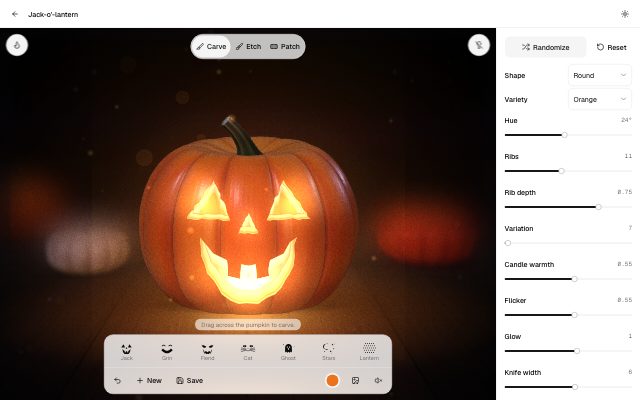 Jack-o'-lantern
Carve Etch Patch
Randomize Reset
Shape Round
Variety Orange
Hue 24°
Ribs 11
Rib depth 0.75
Variation 7
Candle warmth 0.55
Flicker 0.55
Glow 1
Knife width 6
Drag across the pumpkin to carve.
Jack Grin Fiend Cat Ghost Stars Lantern
New Save